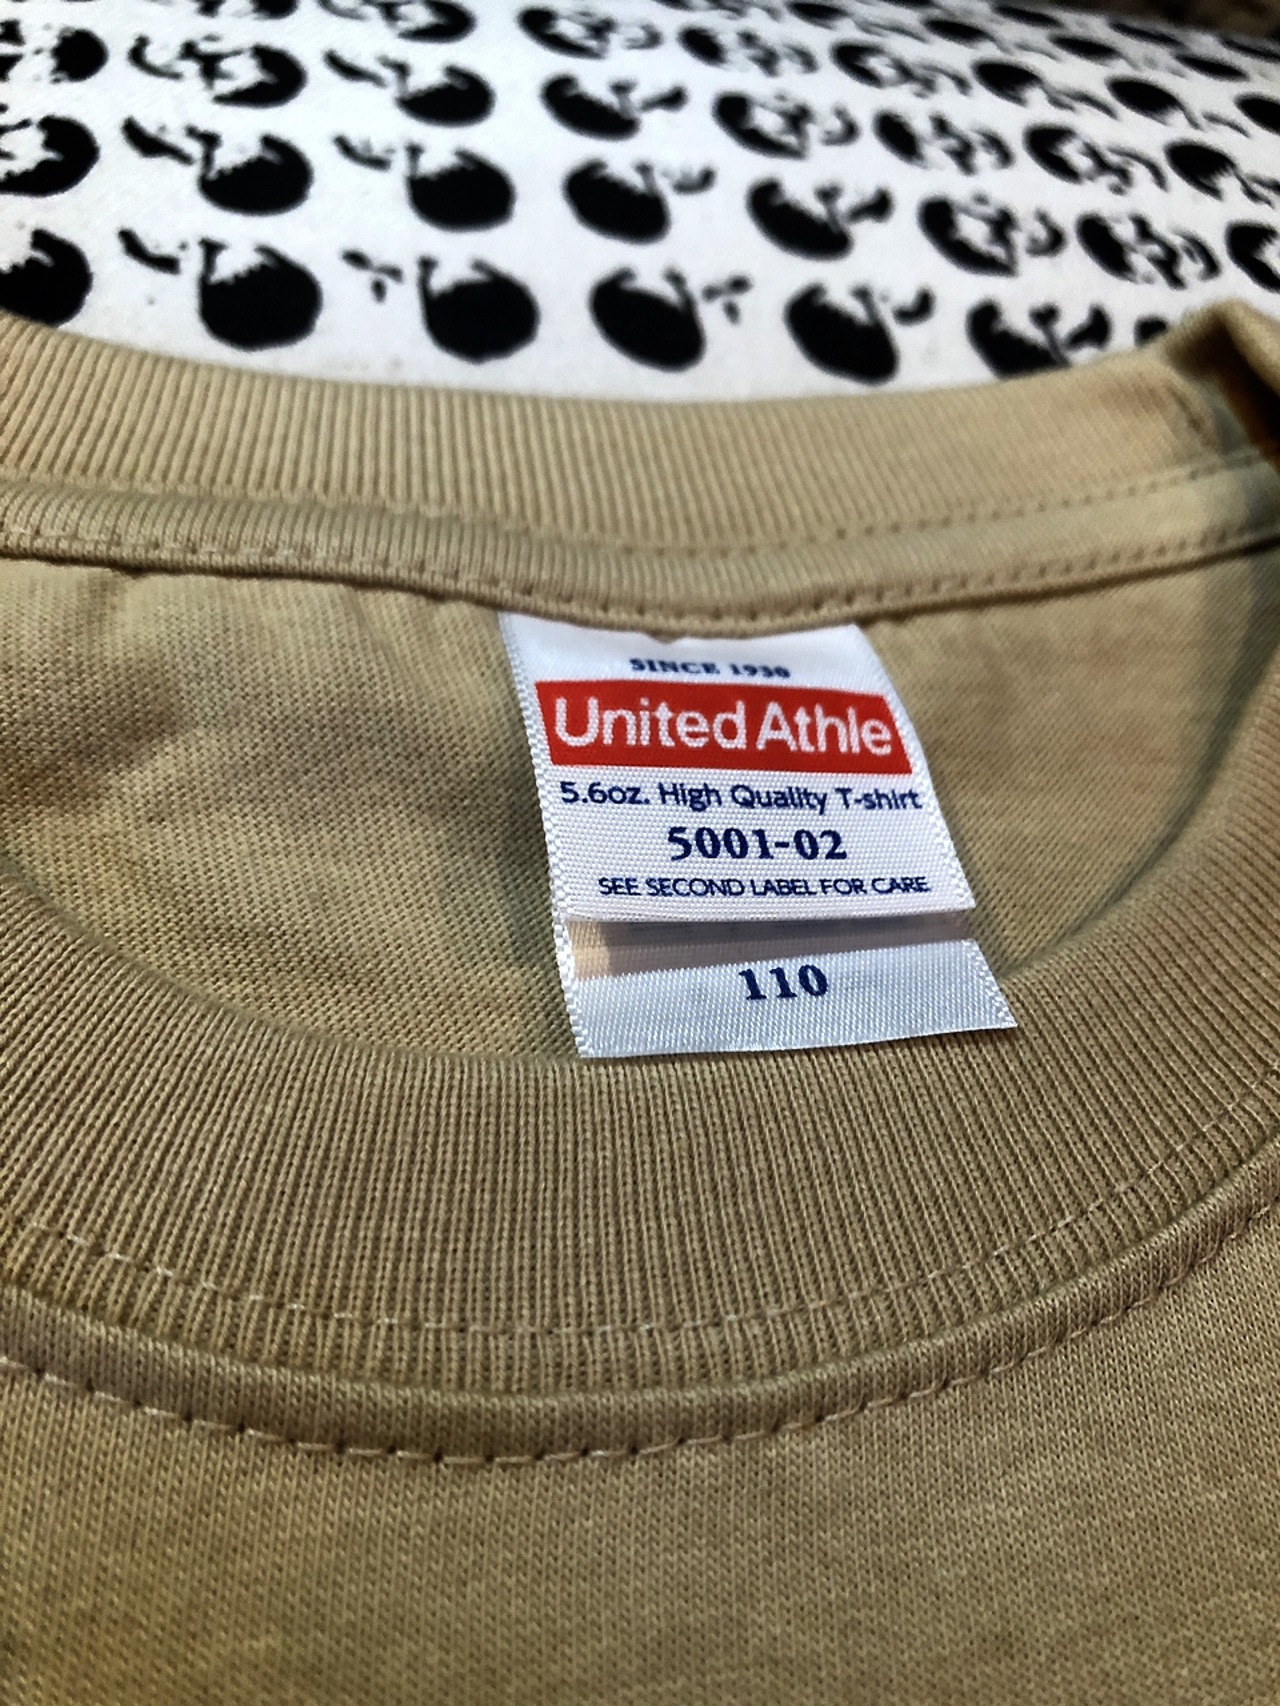 SINCE 1930
United Athle
5.6oz. High Quality T-shirt
5001-02
SEE SECOND LABEL FOR CARE
110